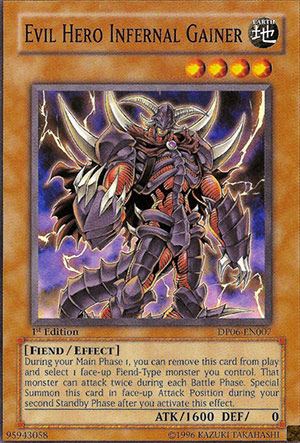 EVIL HERO INFERNAL GAINER
EARTH
地
1st Edition
DP06-EN007
[FIEND / EFFECT]
During your Main Phase 1, you can remove this card from play
and select 1 face-up Fiend-Type monster you control. That
monster can attack twice during each Battle Phase. Special
Summon this card in face-up Attack Position during your
second Standby Phase after you activate this effect.
ATK/1600 DEF/ 0
95943058
©1996 KAZUKI TAKAHASHI